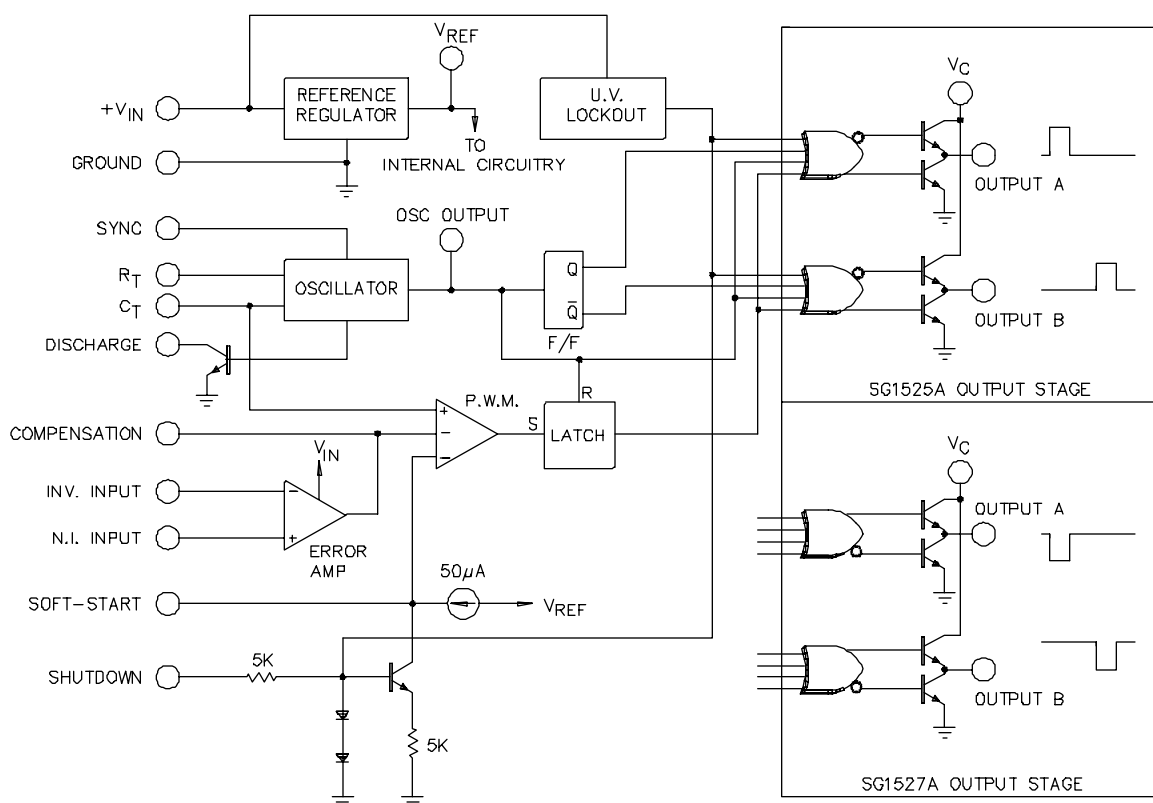 VREF
VC
+VIN
REFERENCE
REGULATOR
U.V.
LOCKOUT
TO
INTERNAL CIRCUITRY
GROUND
OUTPUT A
SYNC
OSC OUTPUT
RT
OSCILLATOR
Q
CT
Q̅
OUTPUT B
F/F
DISCHARGE
SG1525A OUTPUT STAGE
R
P.W.M.
+
COMPENSATION
−
S
LATCH
−
VIN
VC
INV. INPUT
−
OUTPUT A
N.I. INPUT
+
ERROR
AMP
50µA
SOFT-START
VREF
SHUTDOWN
5K
OUTPUT B
5K
SG1527A OUTPUT STAGE